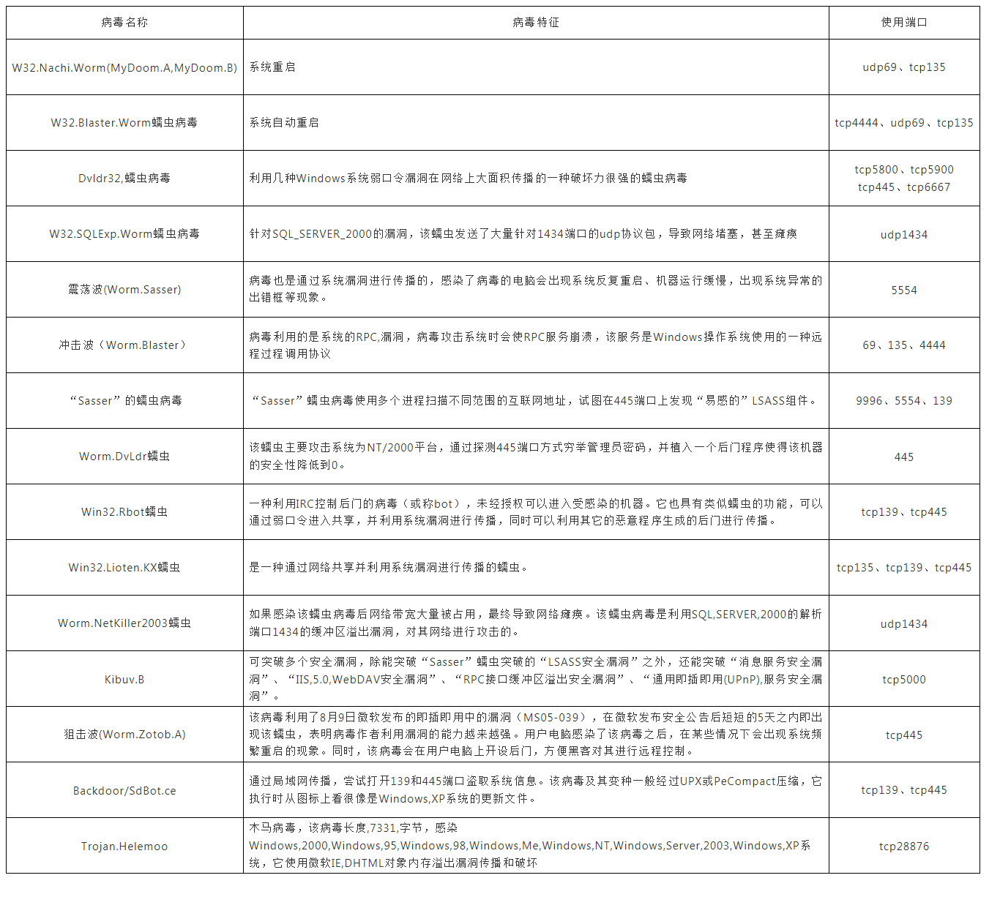 病毒名称
病毒特征
使用端口
W32.Nachi.Worm(MyDoom.A,MyDoom.B)
系统重启
udp69、tcp135
W32.Blaster.Worm蠕虫病毒
系统自动重启
tcp4444、udp69、tcp135
Dvldr32,蠕虫病毒
利用几种Windows系统弱口令漏洞在网络上大面积传播的一种破坏力很强的蠕虫病毒
tcp5800、tcp5900
tcp445、tcp6667
W32.SQLExp.Worm蠕虫病毒
针对SQL_SERVER_2000的漏洞，该蠕虫发送了大量针对1434端口的udp协议包，导致网络堵塞，甚至瘫痪
udp1434
震荡波(Worm.Sasser)
病毒也是通过系统漏洞进行传播的，感染了病毒的电脑会出现系统反复重启、机器运行缓慢，出现系统异常的
出错框等现象。
5554
冲击波（Worm.Blaster）
病毒利用的是系统的RPC,漏洞，病毒攻击系统时会使RPC服务崩溃，该服务是Windows操作系统使用的一种远
程过程调用协议
69、135、4444
“Sasser”的蠕虫病毒
“Sasser”蠕虫病毒使用多个进程扫描不同范围的互联网地址，试图在445端口上发现“易感的”LSASS组件。
9996、5554、139
Worm.DvLdr蠕虫
该蠕虫主要攻击系统为NT/2000平台，通过探测445端口方式穷举管理员密码，并植入一个后门程序使得该机器
的安全性降低到0。
445
Win32.Rbot蠕虫
一种利用IRC控制后门的病毒（或称bot），未经授权可以进入受感染的机器。它也具有类似蠕虫的功能，可以
通过弱口令进入共享，并利用系统漏洞进行传播，同时可以利用其它的恶意程序生成的后门进行传播。
tcp139、tcp445
Win32.Lioten.KX蠕虫
是一种通过网络共享并利用系统漏洞进行传播的蠕虫。
tcp135、tcp139、tcp445
Worm.NetKiller2003蠕虫
如果感染该蠕虫病毒后网络带宽大量被占用，最终导致网络瘫痪。该蠕虫病毒是利用SQL,SERVER,2000的解析
端口1434的缓冲区溢出漏洞，对其网络进行攻击的。
udp1434
Kibuv.B
可突破多个安全漏洞，除能突破“Sasser”蠕虫突破的“LSASS安全漏洞”之外，还能突破“消息服务安全漏
洞”、“IIS,5.0,WebDAV安全漏洞”、“RPC接口缓冲区溢出安全漏洞”、“通用即插即用(UPnP),服务安全漏
洞”。
tcp5000
狙击波(Worm.Zotob.A)
该病毒利用了8月9日微软发布的即插即用中的漏洞（MS05-039），在微软发布安全公告后短短的5天之内即出
现该蠕虫，表明病毒作者利用漏洞的能力越来越强。用户电脑感染了该病毒之后，在某些情况下会出现系统频
繁重启的现象。同时，该病毒会在用户电脑上开设后门，方便黑客对其进行远程控制。
tcp445
Backdoor/SdBot.ce
通过局域网传播，尝试打开139和445端口盗取系统信息。该病毒及其变种一般经过UPX或PeCompact压缩，它
执行时从图标上看很像是Windows,XP系统的更新文件。
tcp139、tcp445
Trojan.Helemoo
木马病毒，该病毒长度,7331,字节，感染
Windows,2000,Windows,95,Windows,98,Windows,Me,Windows,NT,Windows,Server,2003,Windows,XP系
统，它使用微软IE,DHTML对象内存溢出漏洞传播和破坏
tcp28876